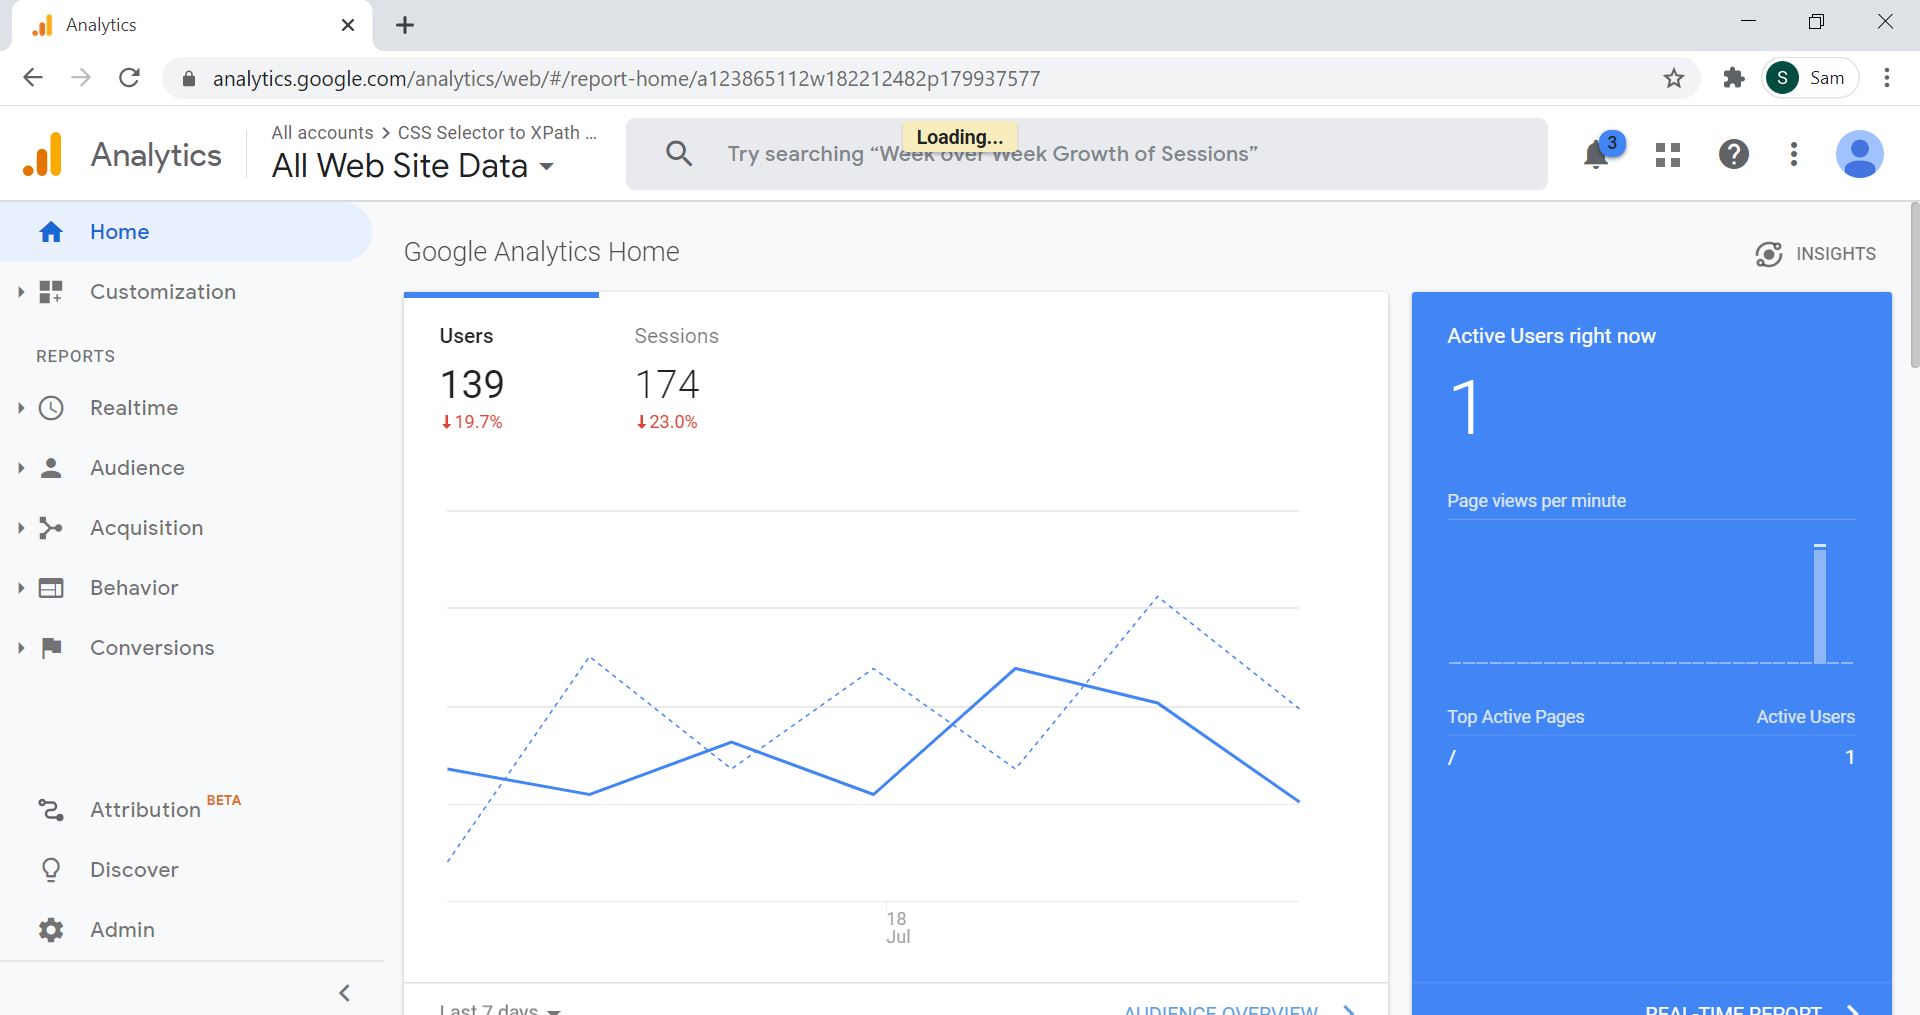 Analytics
analytics.google.com/analytics/web/#/report-home/a123865112w182212482p179937577
S Sam
Analytics
All accounts > CSS Selector to XPath ...
All Web Site Data
Loading...
Try searching “Week over Week Growth of Sessions”
3
Home
Customization
REPORTS
Realtime
Audience
Acquisition
Behavior
Conversions
Attribution BETA
Discover
Admin
Google Analytics Home
INSIGHTS
Users
139
19.7%
Sessions
174
23.0%
18
Jul
Last 7 days
AUDIENCE OVERVIEW
Active Users right now
1
Page views per minute
Top Active Pages Active Users
/ 1
REAL-TIME REPORT